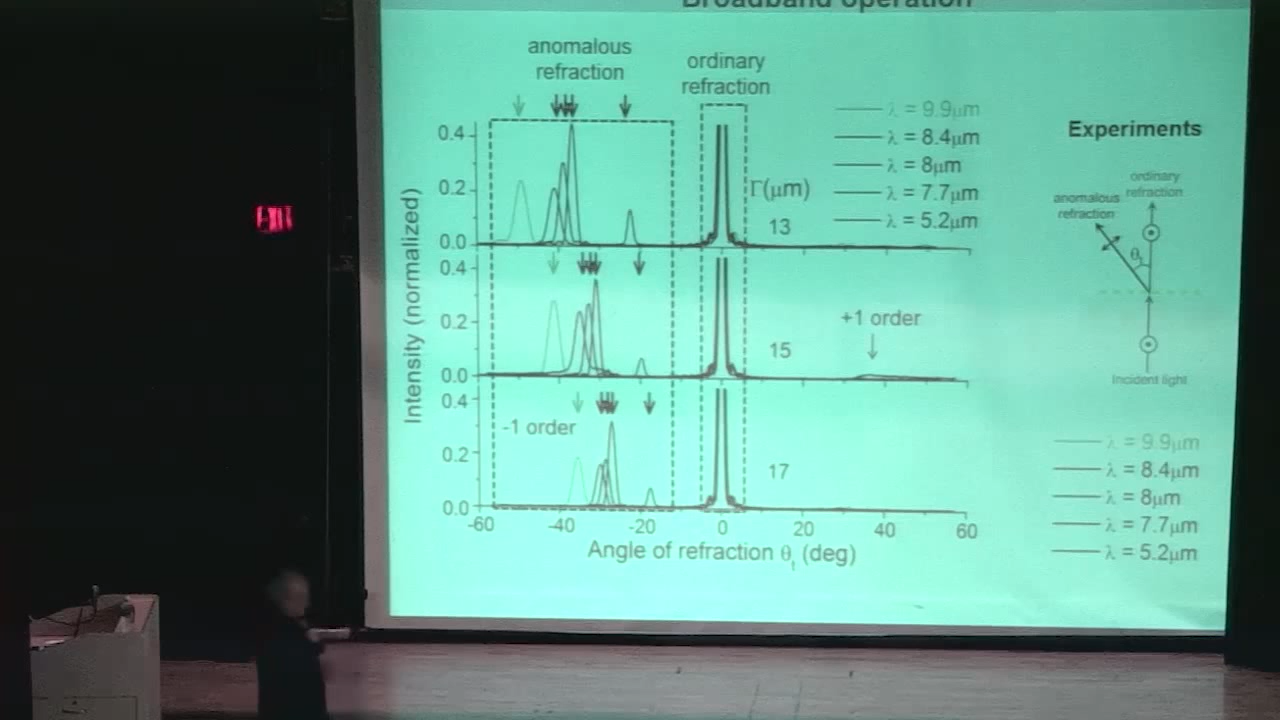 Broadband operation
anomalous
refraction
ordinary
refraction
λ = 9.9μm
λ = 8.4μm
λ = 8μm
λ = 7.7μm
λ = 5.2μm
Experiments
ordinary
refraction
anomalous
refraction
θt
Incident light
Intensity (normalized)
0.4
0.2
0.0
Γ(μm)
13
0.4
0.2
0.0
+1 order
15
0.4
0.2
0.0
-1 order
17
-60 -40 -20 0 20 40 60
Angle of refraction θt (deg)
λ = 9.9μm
λ = 8.4μm
λ = 8μm
λ = 7.7μm
λ = 5.2μm